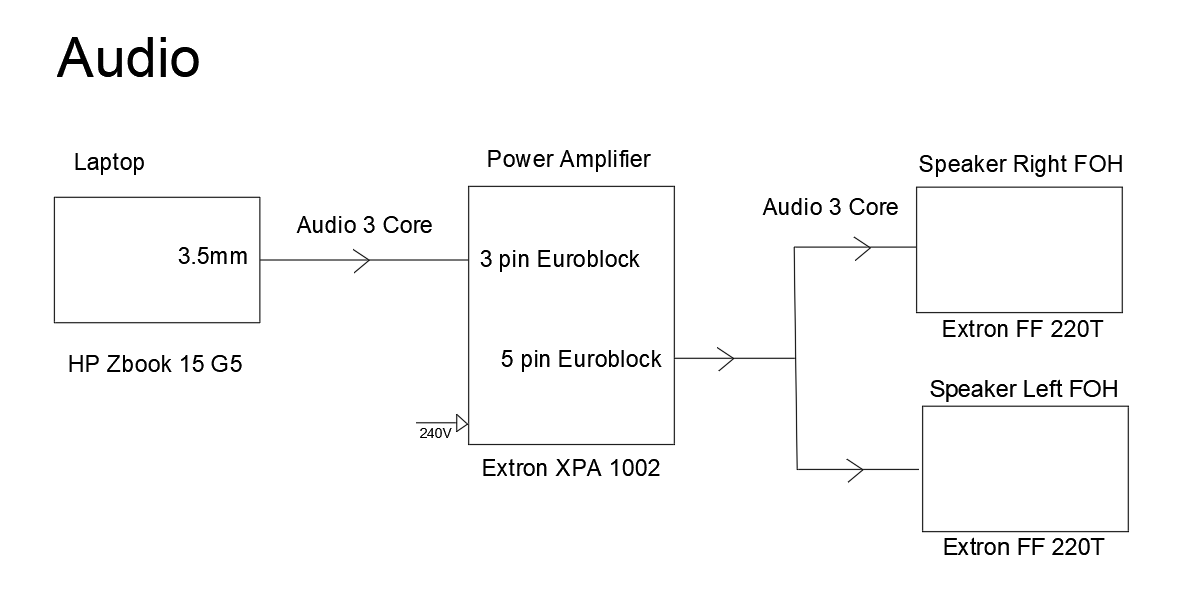 Audio
Laptop
Power Amplifier
Speaker Right FOH
Audio 3 Core
Audio 3 Core
3.5mm
3 pin Euroblock
Extron FF 220T
5 pin Euroblock
HP Zbook 15 G5
Speaker Left FOH
240V
Extron XPA 1002
Extron FF 220T